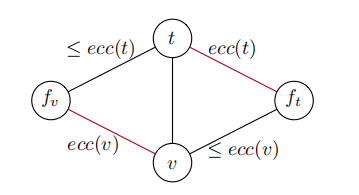 ≤ ecc(t) t ecc(t)
f_v f_t
ecc(v) v ≤ ecc(v)